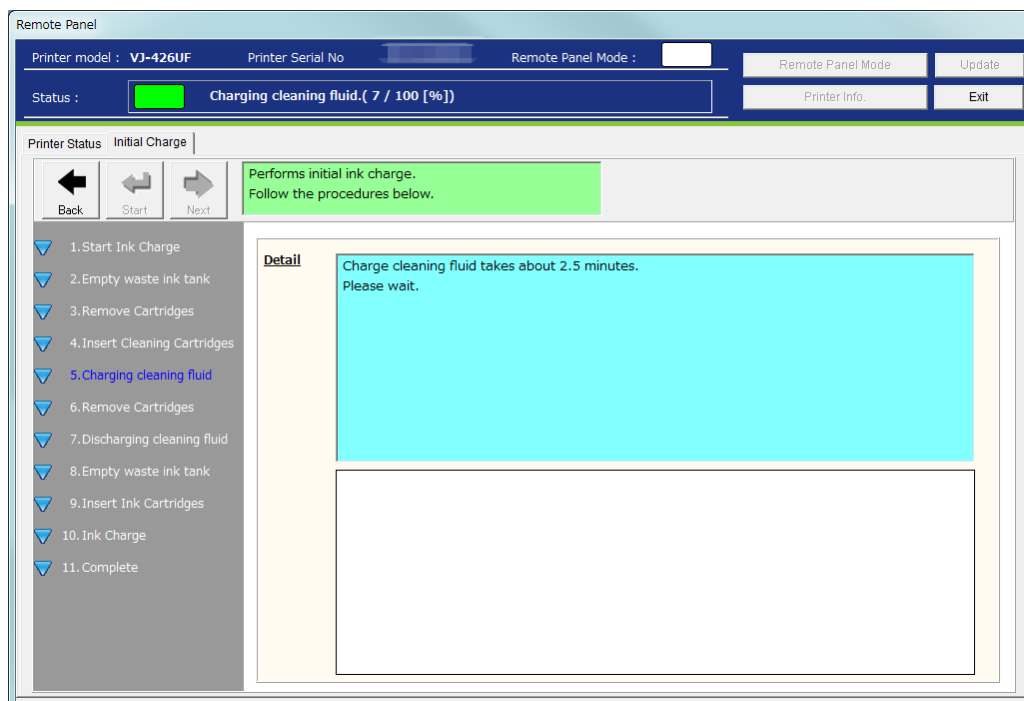 Remote Panel
Printer model : VJ-426UF Printer Serial No Remote Panel Mode :
Remote Panel Mode Update
Status : Charging cleaning fluid.( 7 / 100 [%])
Printer Info. Exit
Printer Status Initial Charge
Back Start Next
Performs initial ink charge.
Follow the procedures below.
1.Start Ink Charge
2.Empty waste ink tank
3.Remove Cartridges
4.Insert Cleaning Cartridges
5.Charging cleaning fluid
6.Remove Cartridges
7.Discharging cleaning fluid
8.Empty waste ink tank
9.Insert Ink Cartridges
10.Ink Charge
11.Complete
Detail
Charge cleaning fluid takes about 2.5 minutes.
Please wait.